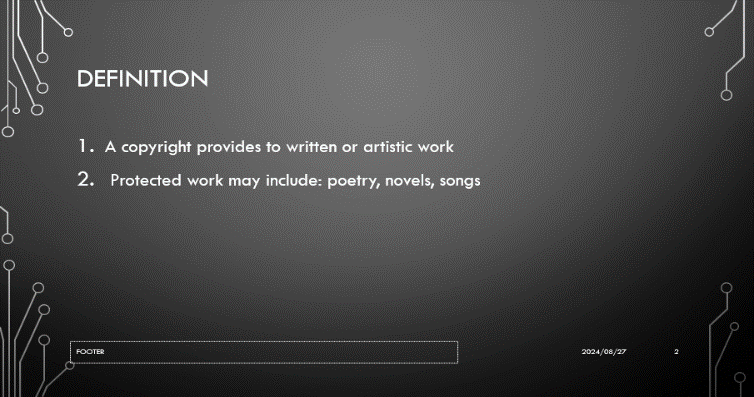 DEFINITION
1. A copyright provides to written or artistic work
2. Protected work may include: poetry, novels, songs
FOOTER
2024/08/27
2